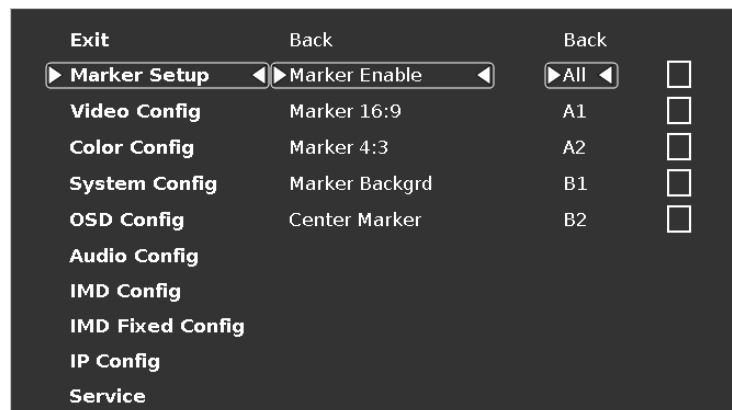 Exit Back Back
Marker Setup Marker Enable All
Video Config Marker 16:9 A1
Color Config Marker 4:3 A2
System Config Marker Backgrd B1
OSD Config Center Marker B2
Audio Config
IMD Config
IMD Fixed Config
IP Config
Service